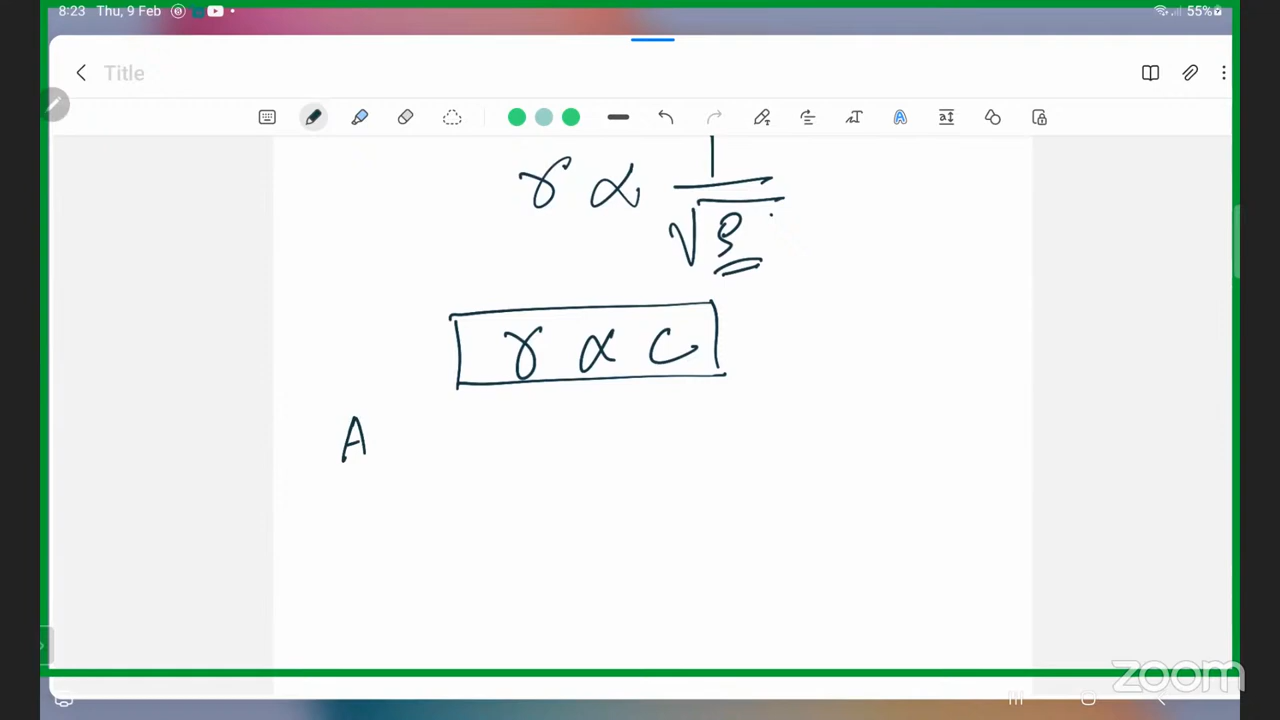 8:23 Thu, 9 Feb 55%
Title
γ ∝ 1/√ρ
γ ∝ c
A
zoom